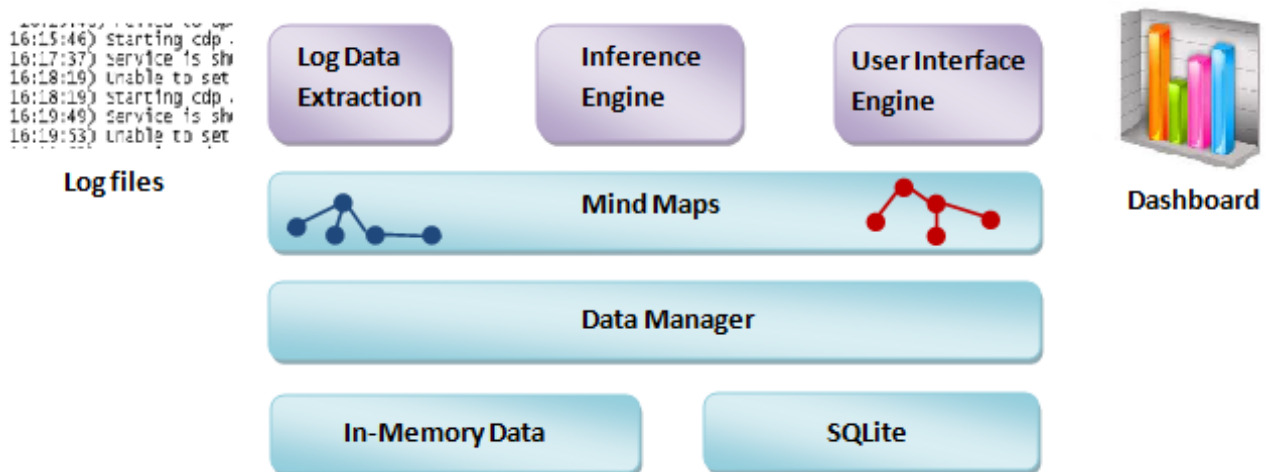 16:15:46) Starting cdp
16:17:37) Service is
16:18:19) Unable to set
16:18:19) Starting cdp
16:19:49) Service is
16:19:53) Unable to set
Log files
Log Data
Extraction
Inference
Engine
User Interface
Engine
Mind Maps
Data Manager
In-Memory Data
SQLite
Dashboard